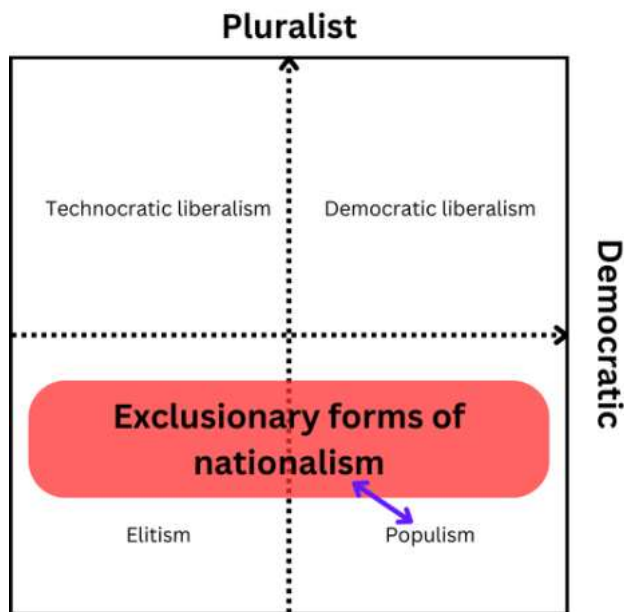 Pluralist
Technocratic liberalism
Democratic liberalism
Democratic
Exclusionary forms of
nationalism
Elitism
Populism